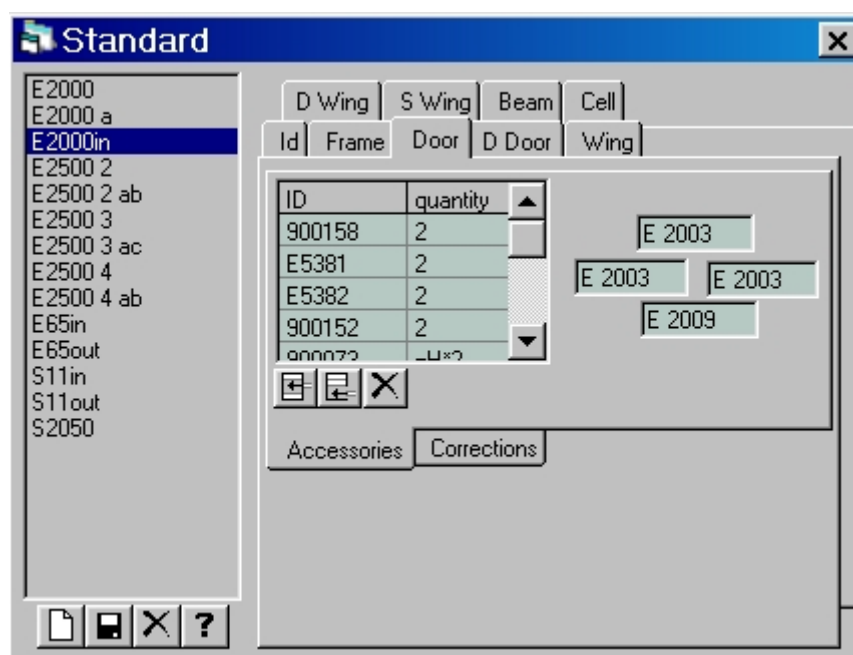 Standard
E2000
E2000 a
E2000in
E2500 2
E2500 2 ab
E2500 3
E2500 3 ac
E2500 4
E2500 4 ab
E65in
E65out
S11in
S11out
S2050
?
D Wing S Wing Beam Cell
Id Frame Door D Door Wing
ID quantity
900158 2
E5381 2
E5382 2
900152 2
E 2003
E 2003 E 2003
E 2009
Accessories Corrections